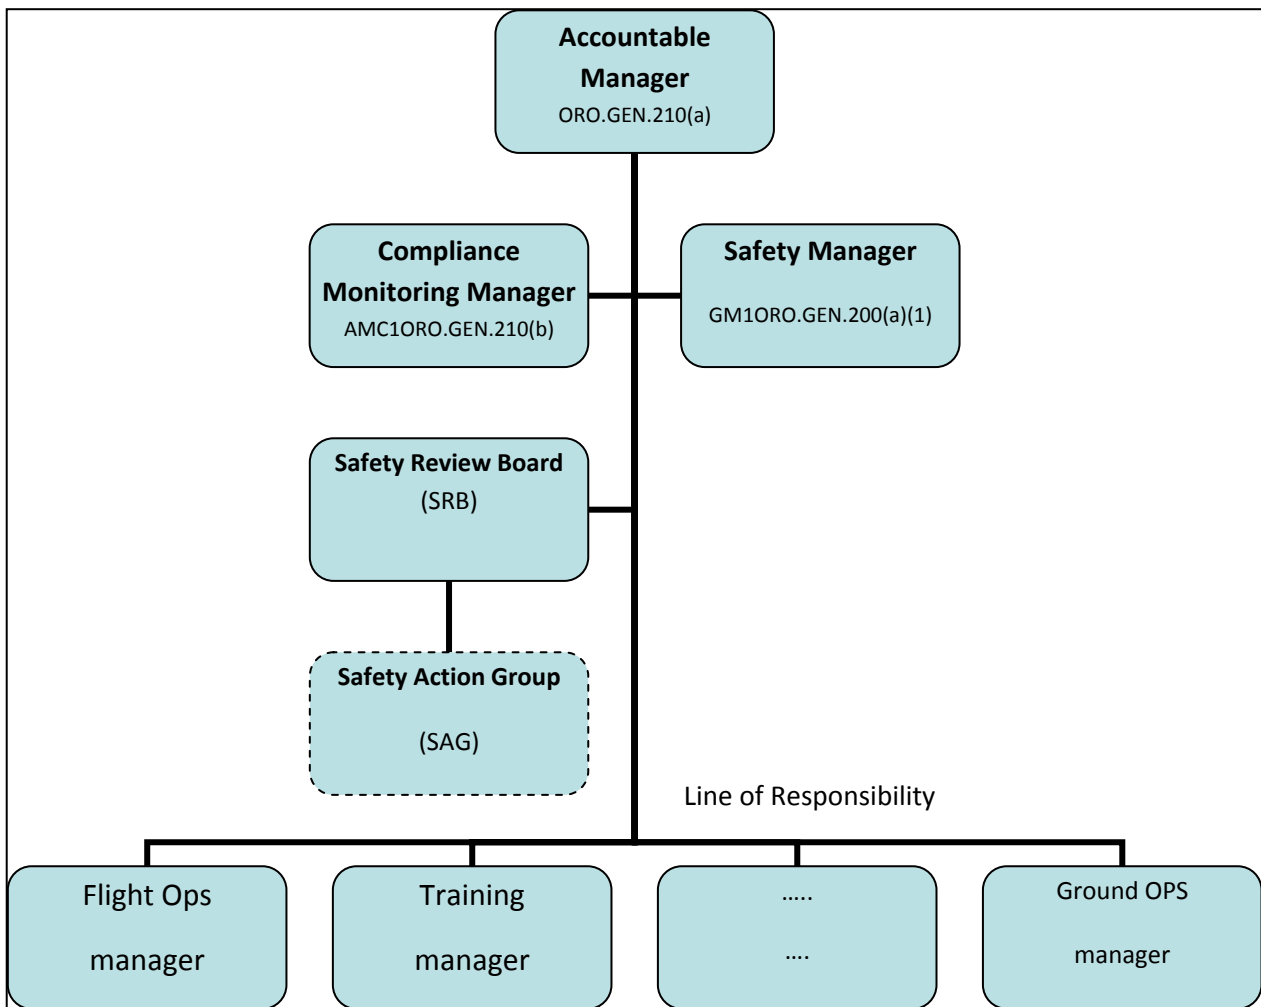 Accountable
Manager
ORO.GEN.210(a)
Compliance
Monitoring Manager
AMC1ORO.GEN.210(b)
Safety Manager
GM1ORO.GEN.200(a)(1)
Safety Review Board
(SRB)
Safety Action Group
(SAG)
Line of Responsibility
Flight Ops
manager
Training
manager
.....
....
Ground OPS
manager